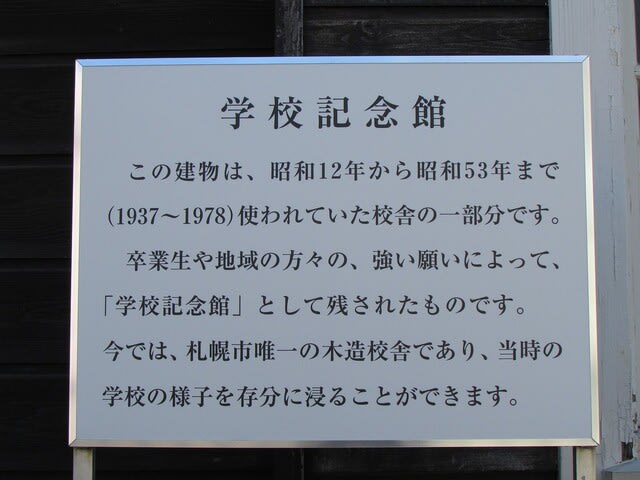 学校記念館
この建物は、昭和12年から昭和53年まで
(1937～1978)使われていた校舎の一部分です。
卒業生や地域の方々の、強い願いによって、
「学校記念館」として残されたものです。
今では、札幌市唯一の木造校舎であり、当時の
学校の様子を存分に浸ることができます。